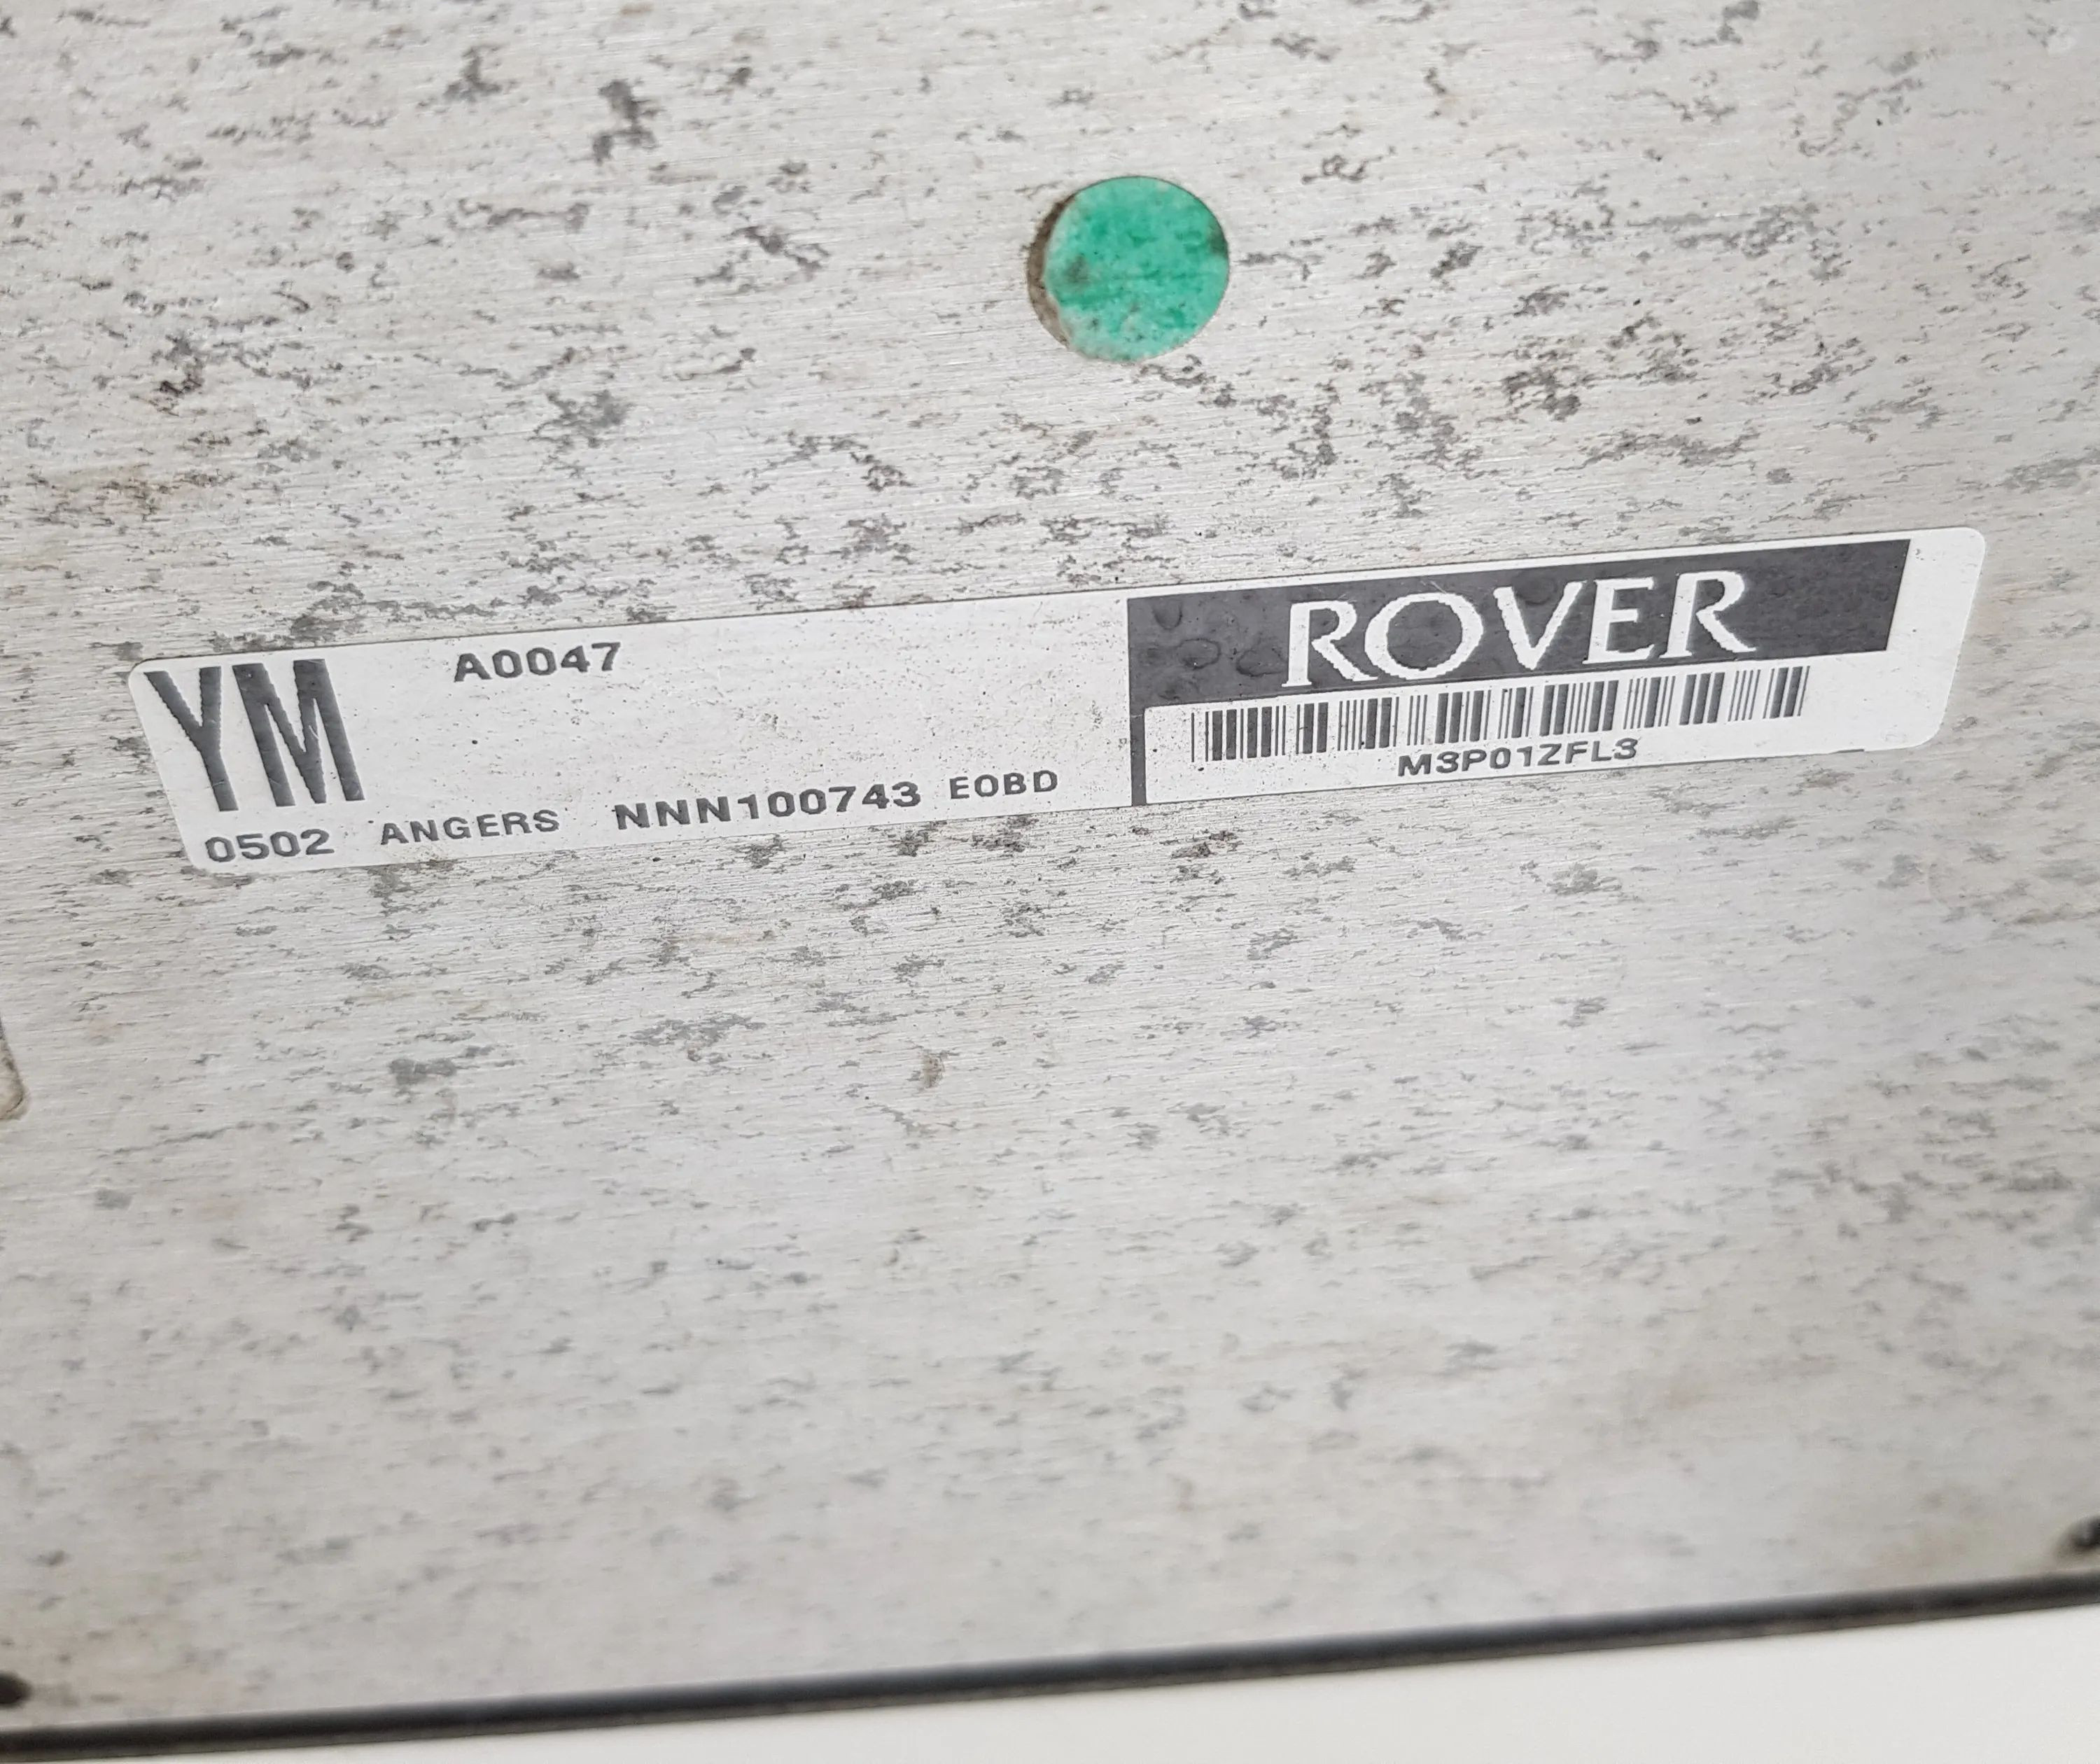 YM
A0047
0502 ANGERS NNN100743 EOBD
ROVER
M3P01ZFL3